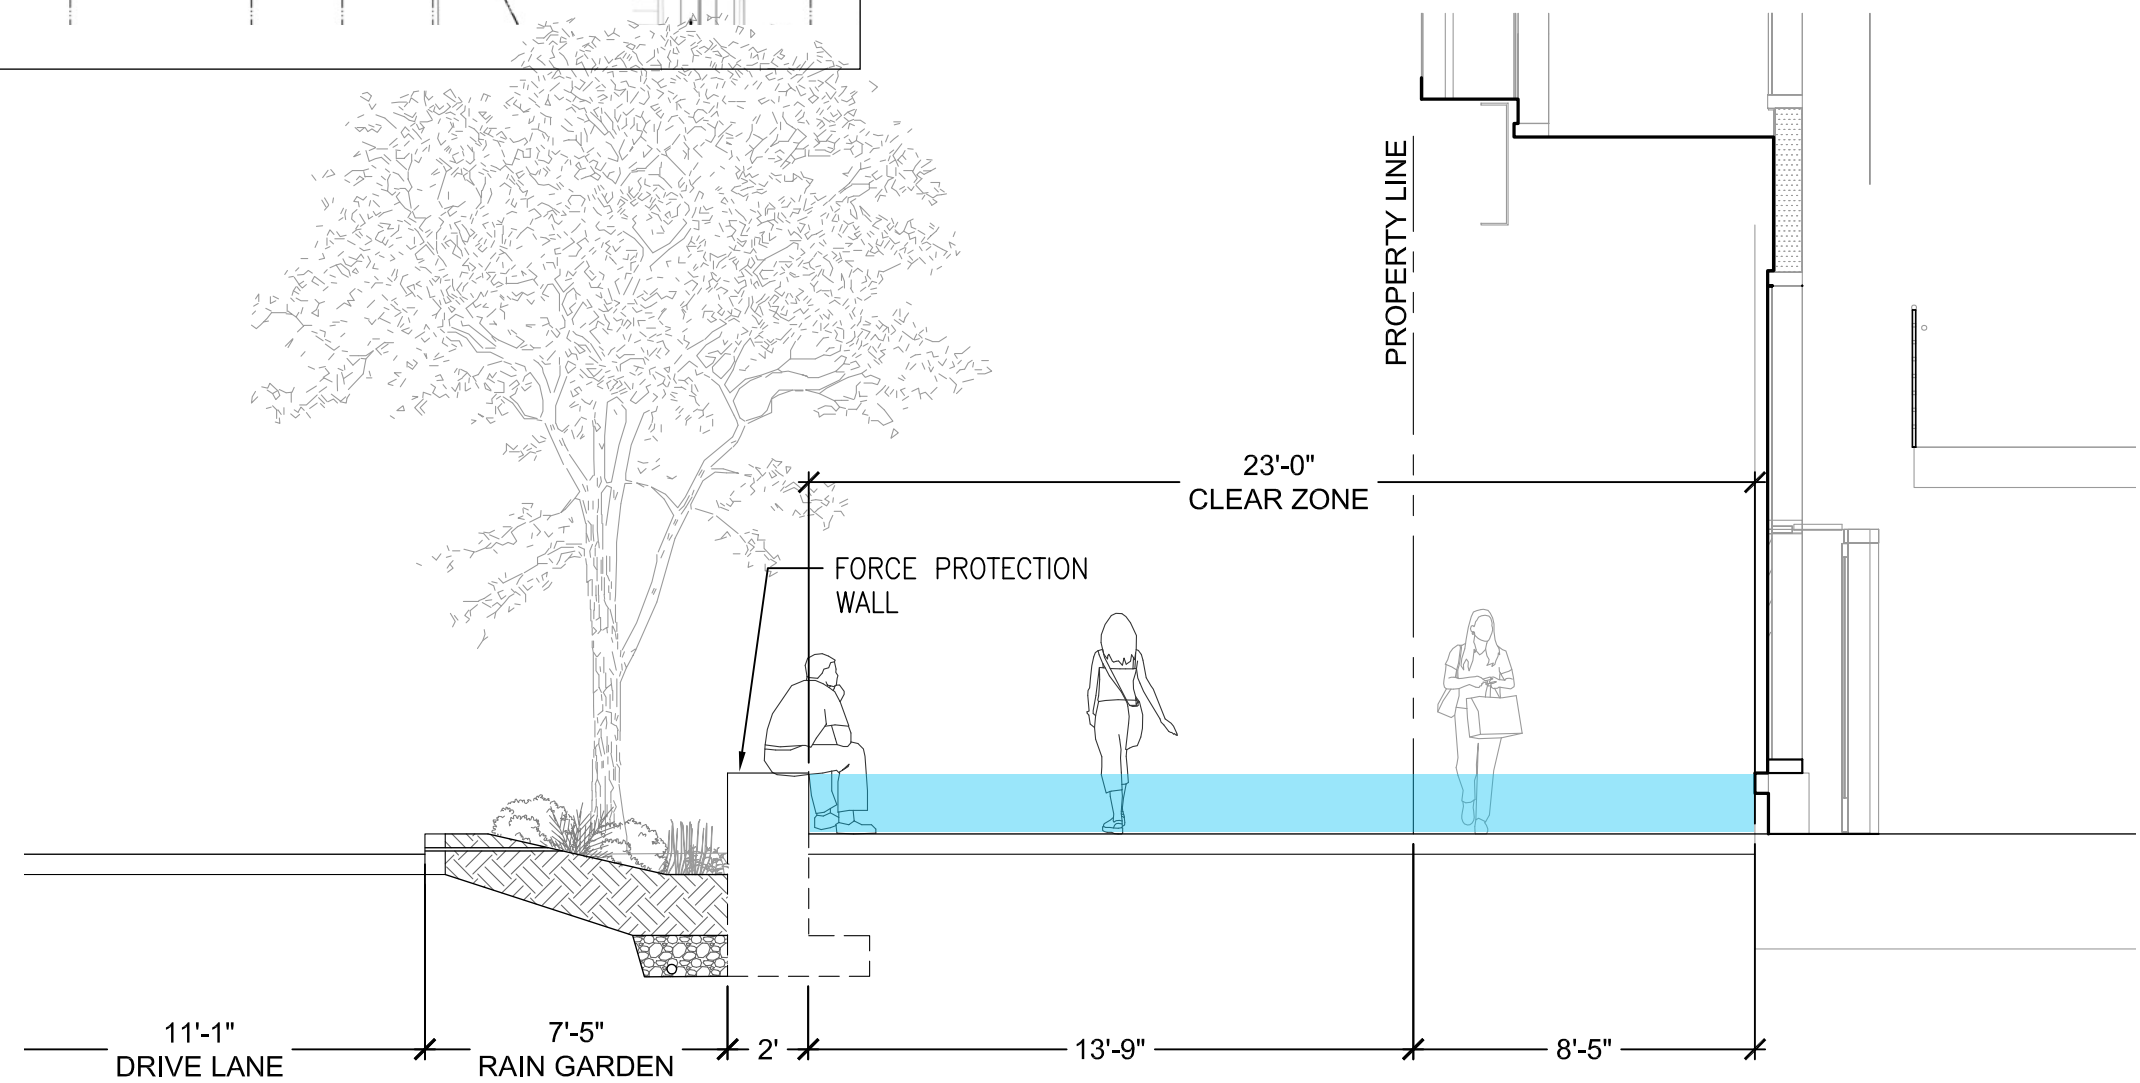 PROPERTY LINE
23'-0"
CLEAR ZONE
FORCE PROTECTION
WALL
11'-1"
DRIVE LANE
7'-5"
RAIN GARDEN
2'
13'-9"
8'-5"